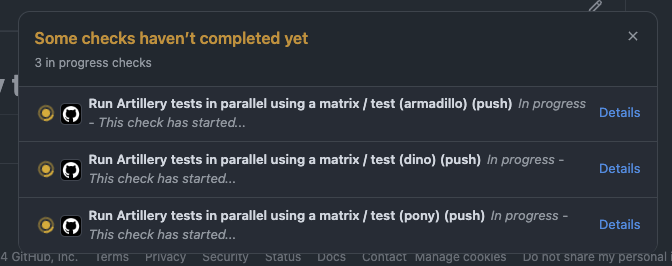 Some checks haven’t completed yet
3 in progress checks
Run Artillery tests in parallel using a matrix / test (armadillo) (push) In progress
- This check has started... Details
Run Artillery tests in parallel using a matrix / test (dino) (push) In progress –
This check has started... Details
Run Artillery tests in parallel using a matrix / test (pony) (push) In progress –
This check has started... Details
4 GitHub, Inc. Terms Privacy Security Status Docs Contact Manage cookies Do not share my personal